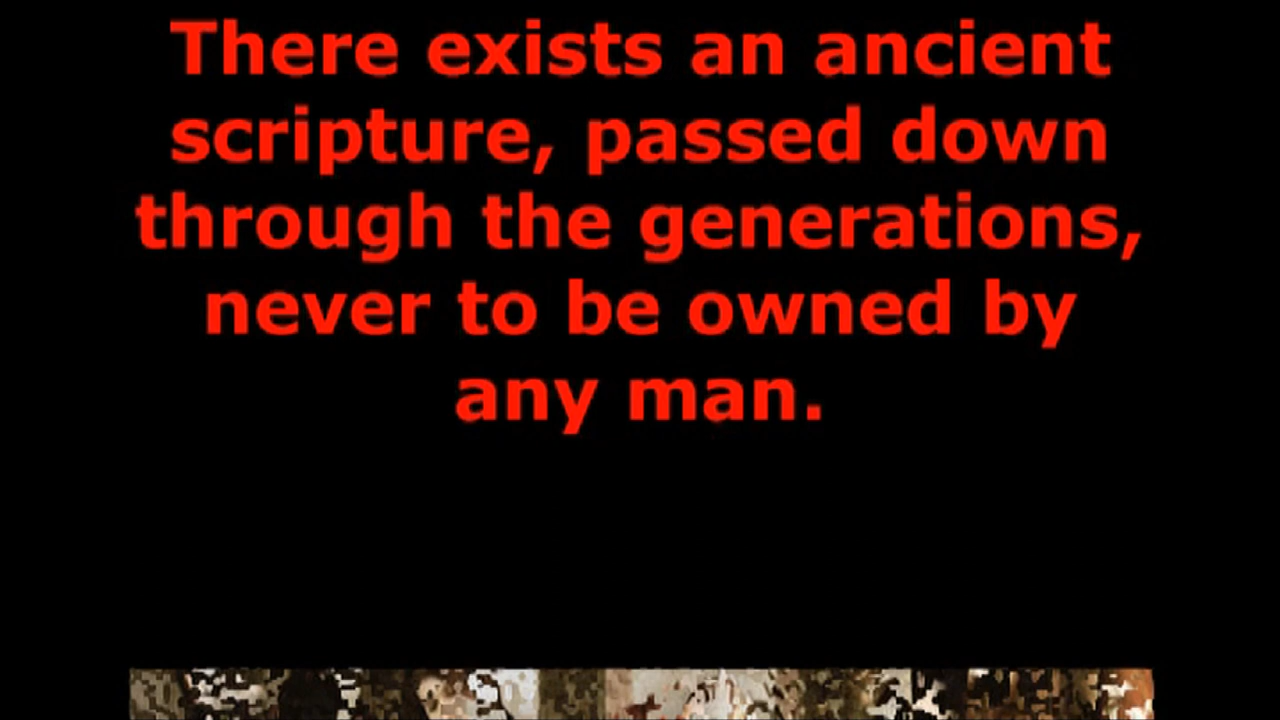 There exists an ancient
scripture, passed down
through the generations,
never to be owned by
any man.